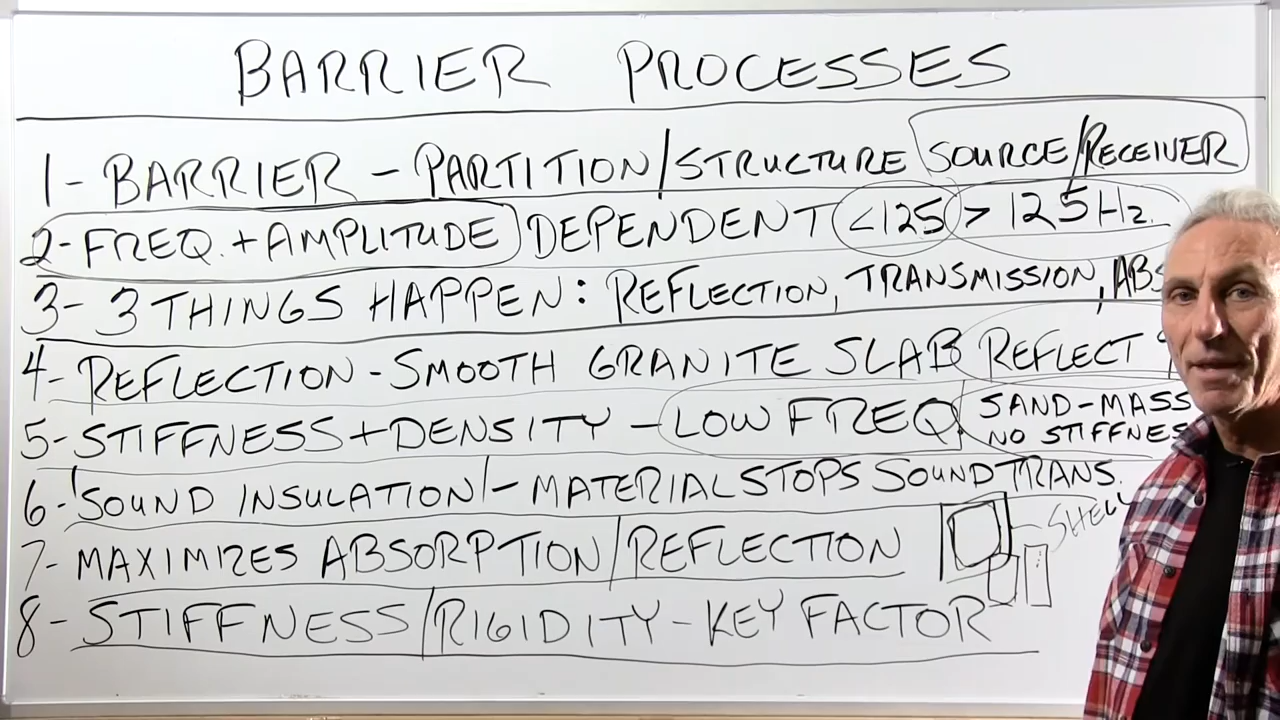 BARRIER PROCESSES
1- BARRIER - PARTITION/STRUCTURE SOURCE/RECEIVER
2- FREQ. + AMPLITUDE DEPENDENT <125 > 125Hz.
3- 3 THINGS HAPPEN: REFLECTION, TRANSMISSION, ABS
4- REFLECTION - SMOOTH GRANITE SLAB REFLECT
5- STIFFNESS + DENSITY - LOW FREQ. SAND-MASS
NO STIFFNES
6- 'SOUND INSULATION' - MATERIAL STOPS SOUND TRANS.
7- MAXIMIZES ABSORPTION/REFLECTION
SHELL
8- STIFFNESS/RIGIDITY - KEY FACTOR